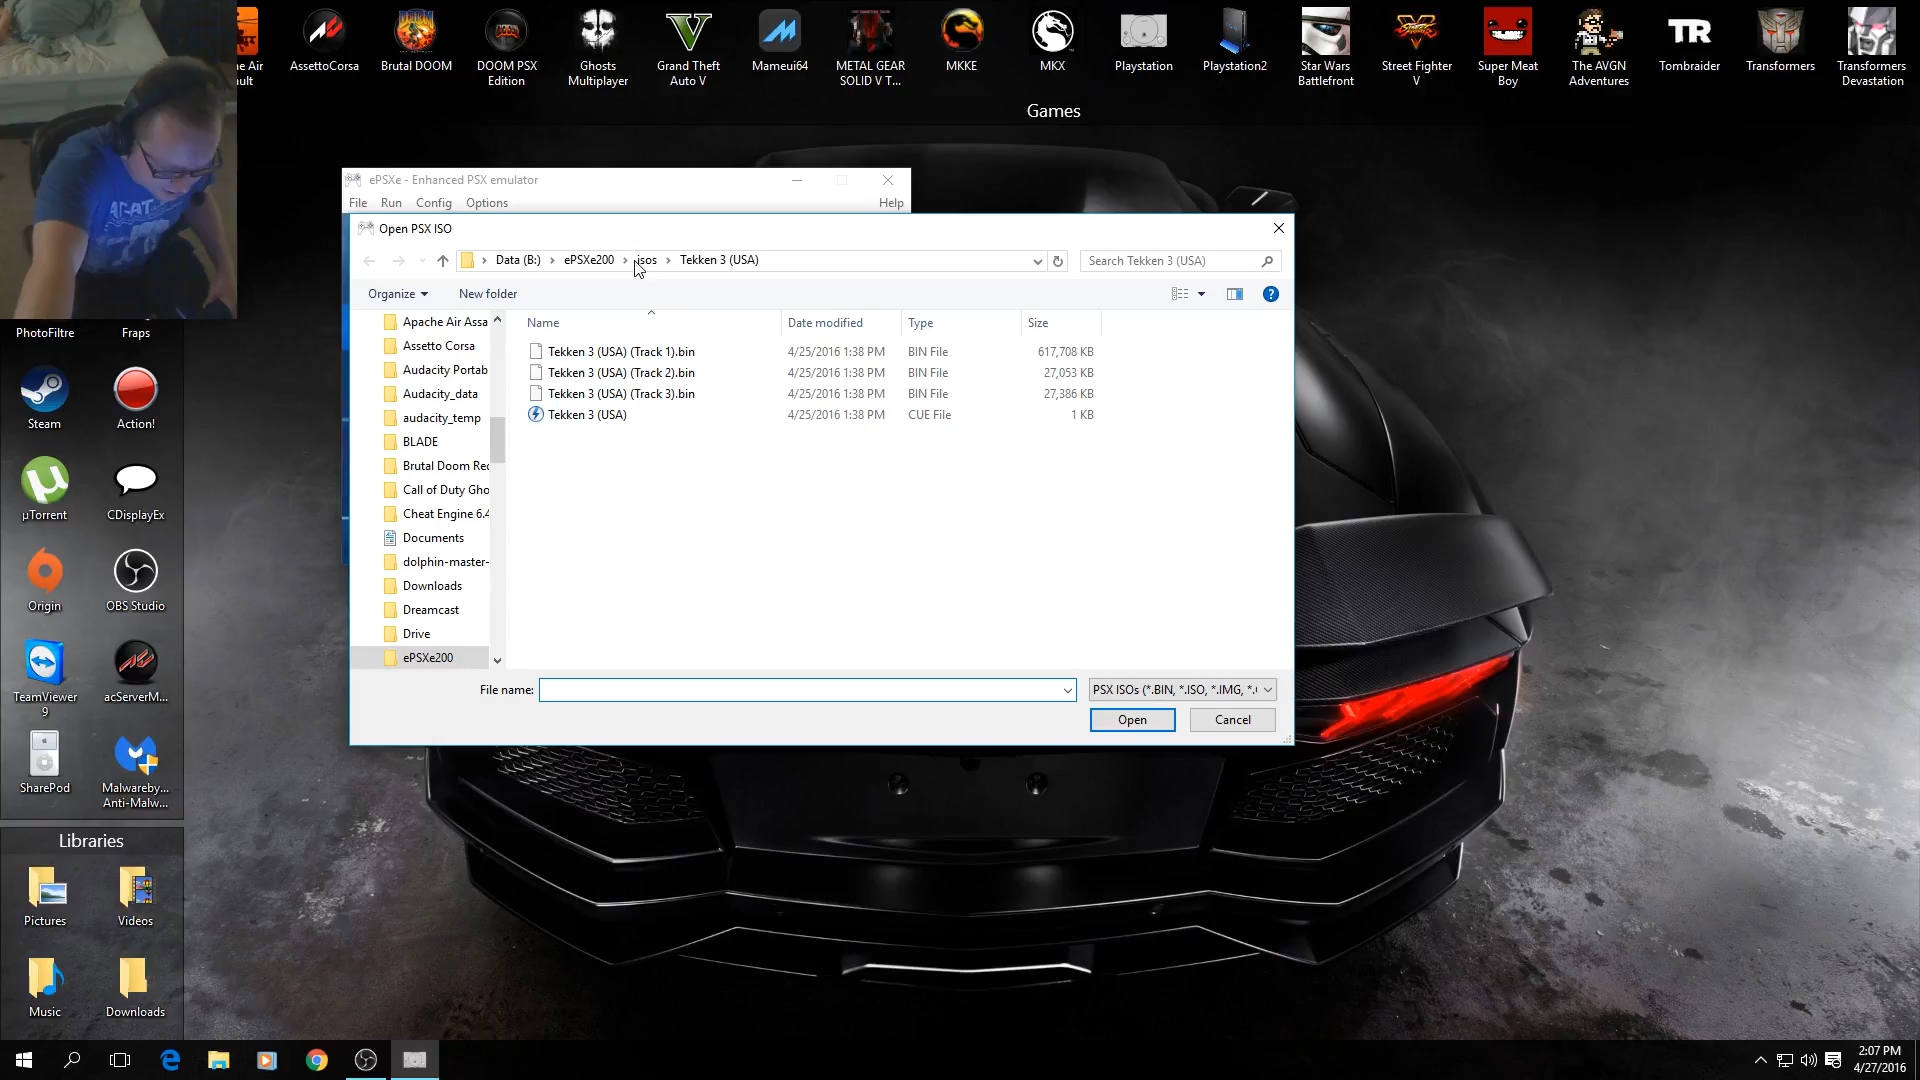 he Air
ult
AssettoCorsa
Brutal DOOM
DOOM PSX
Edition
Ghosts
Multiplayer
Grand Theft
Auto V
Mameui64
METAL GEAR
SOLID V T...
MKKE
MKX
Playstation
Playstation2
Star Wars
Battlefront
Street Fighter
V
Super Meat
Boy
The AVGN
Adventures
TR
Tombraider
Transformers
Transformers
Devastation
Games
ePSXe - Enhanced PSX emulator
File Run Config Options Help
Open PSX ISO
Data (B:) ePSXe200 isos Tekken 3 (USA)
Search Tekken 3 (USA)
Organize New folder
Name Date modified Type Size
Tekken 3 (USA) (Track 1).bin 4/25/2016 1:38 PM BIN File 617,708 KB
Tekken 3 (USA) (Track 2).bin 4/25/2016 1:38 PM BIN File 27,053 KB
Tekken 3 (USA) (Track 3).bin 4/25/2016 1:38 PM BIN File 27,386 KB
Tekken 3 (USA) 4/25/2016 1:38 PM CUE File 1 KB
Apache Air Assa
Assetto Corsa
Audacity Portab
Audacity_data
audacity_temp
BLADE
Brutal Doom Rec
Call of Duty Gho
Cheat Engine 6.4
Documents
dolphin-master-
Downloads
Dreamcast
Drive
ePSXe200
File name:
PSX ISOs (*.BIN, *.ISO, *.IMG, *.(
Open Cancel
PhotoFiltre
Fraps
Steam
Action!
µTorrent
CDisplayEx
Origin
OBS Studio
TeamViewer
9
acServerM...
SharePod
Malwareby...
Anti-Malw...
Libraries
Pictures
Videos
Music
Downloads
2:07 PM
4/27/2016